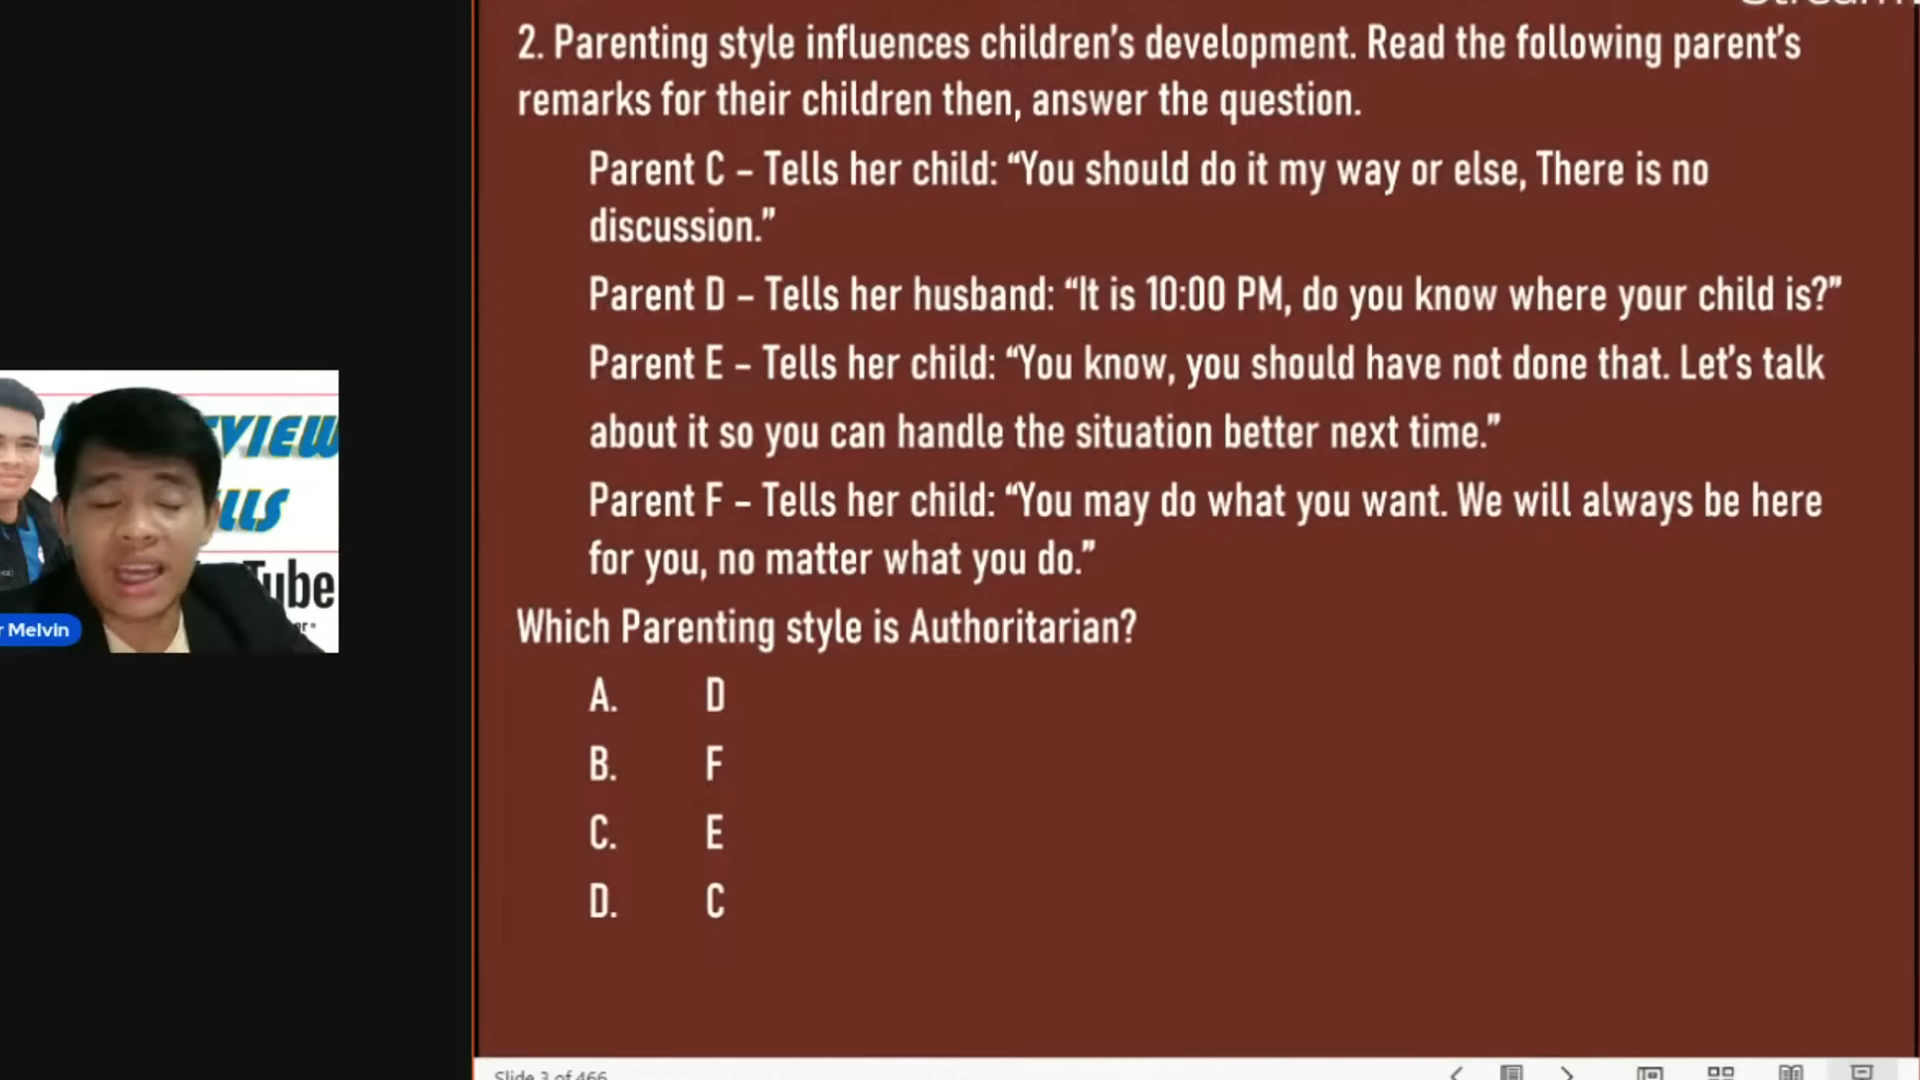 2. Parenting style influences children's development. Read the following parent's
remarks for their children then, answer the question.
Parent C – Tells her child: “You should do it my way or else, There is no
discussion.”
Parent D – Tells her husband: “It is 10:00 PM, do you know where your child is?”
Parent E – Tells her child: “You know, you should have not done that. Let's talk
about it so you can handle the situation better next time.”
Parent F – Tells her child: “You may do what you want. We will always be here
for you, no matter what you do.”
Which Parenting style is Authoritarian?
A. D
B. F
C. E
D. C
Melvin
Slide 3 of 466